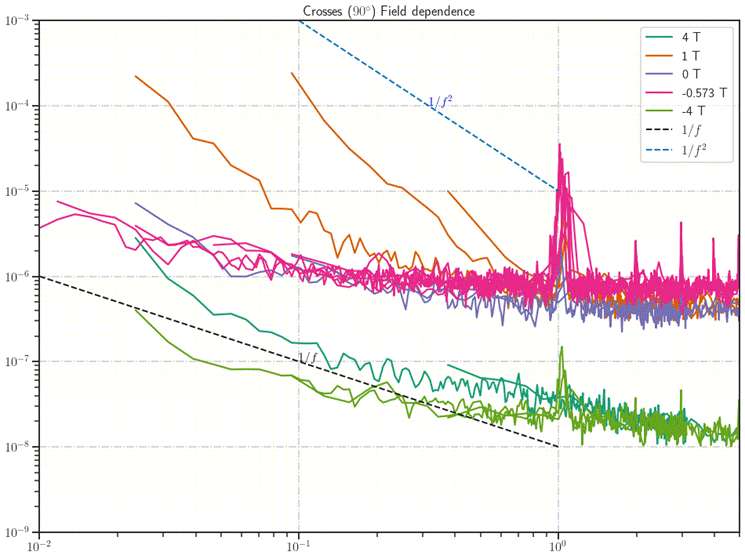 Crosses (90°) Field dependence
10⁻³
10⁻⁴
10⁻⁵
10⁻⁶
10⁻⁷
10⁻⁸
10⁻⁹
10⁻²
10⁻¹
10⁰
1/f²
1/f
4 T
1 T
0 T
-0.573 T
-4 T
1/f
1/f²